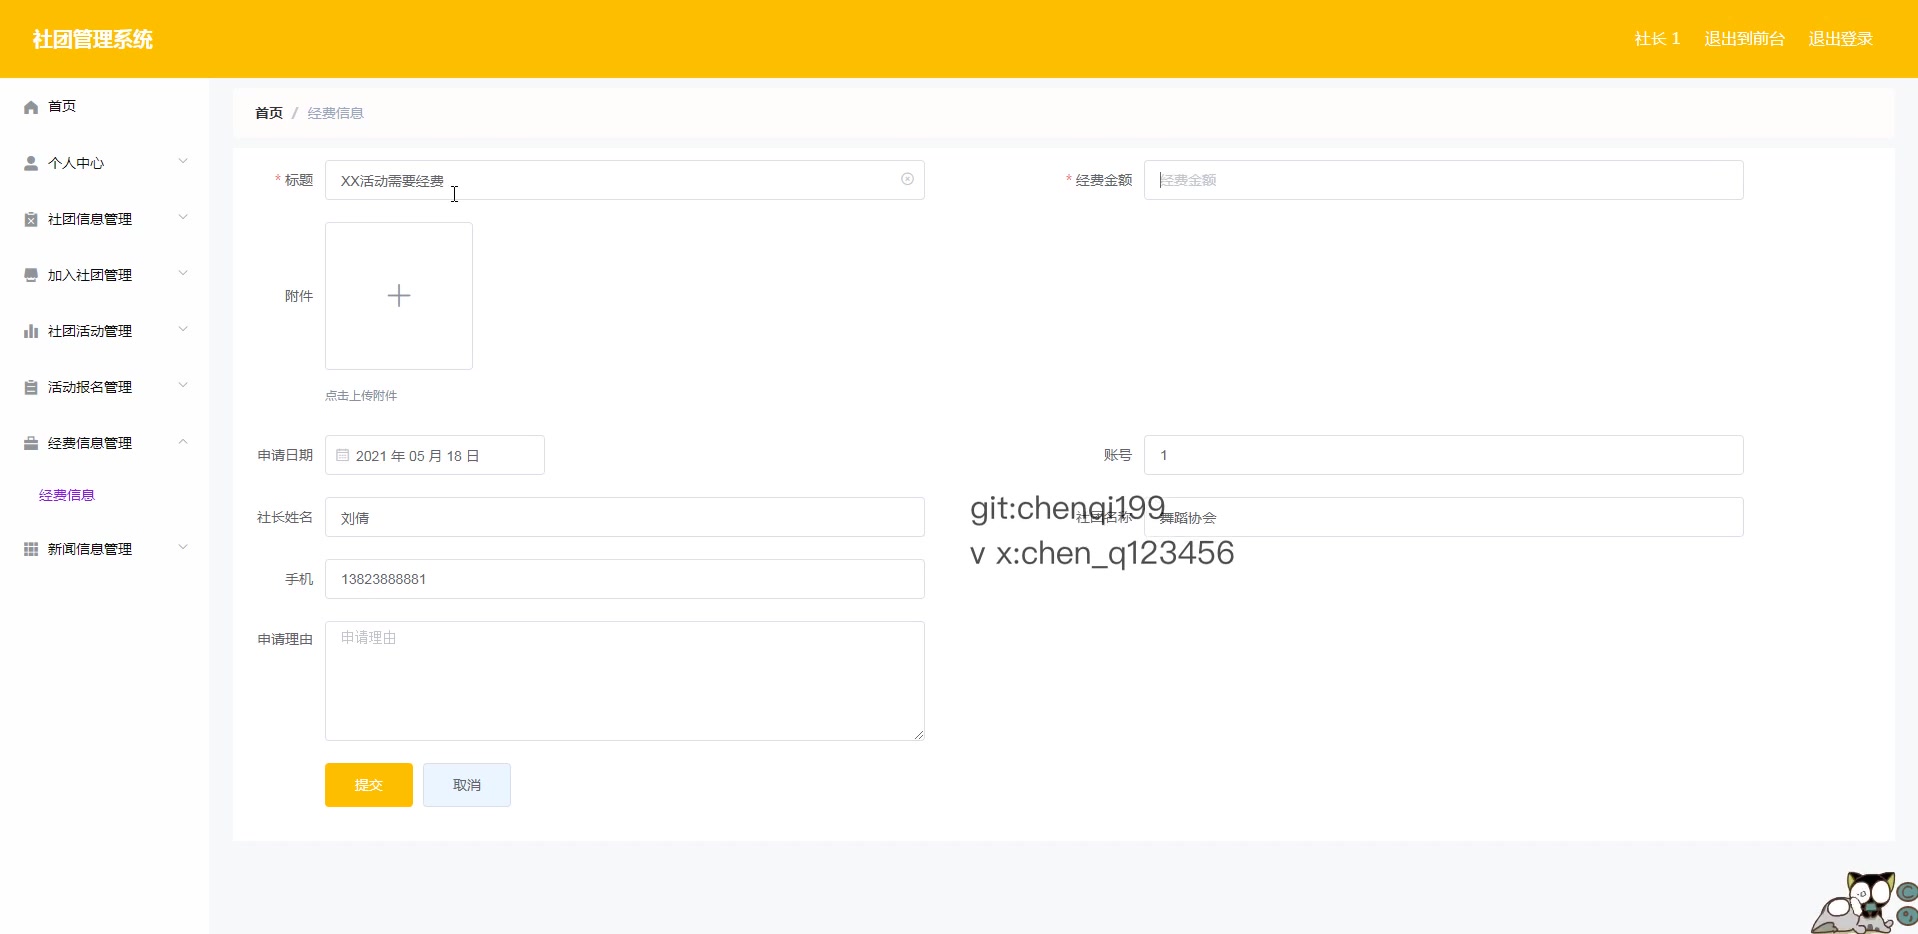 社团管理系统
社长 1 退出到前台 退出登录
首页
个人中心
社团信息管理
加入社团管理
社团活动管理
活动报名管理
经费信息管理
经费信息
新闻信息管理
首页 / 经费信息
* 标题 XX活动需要经费
* 经费金额 经费金额
附件
点击上传附件
申请日期 2021 年 05 月 18 日
账号 1
社长姓名 刘倩
社团名称 舞蹈协会
git:chenqi199
v x:chen_q123456
手机 13823888881
申请理由 申请理由
提交 取消